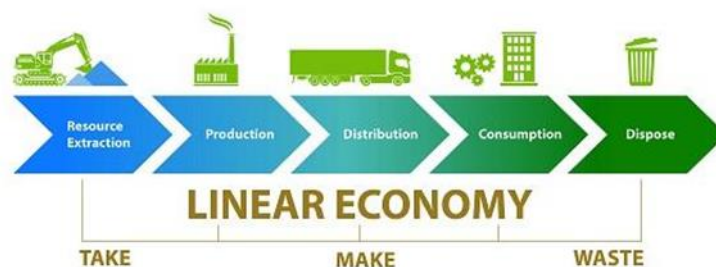 Resource
Extraction
Production
Distribution
Consumption
Dispose
LINEAR ECONOMY
TAKE
MAKE
WASTE